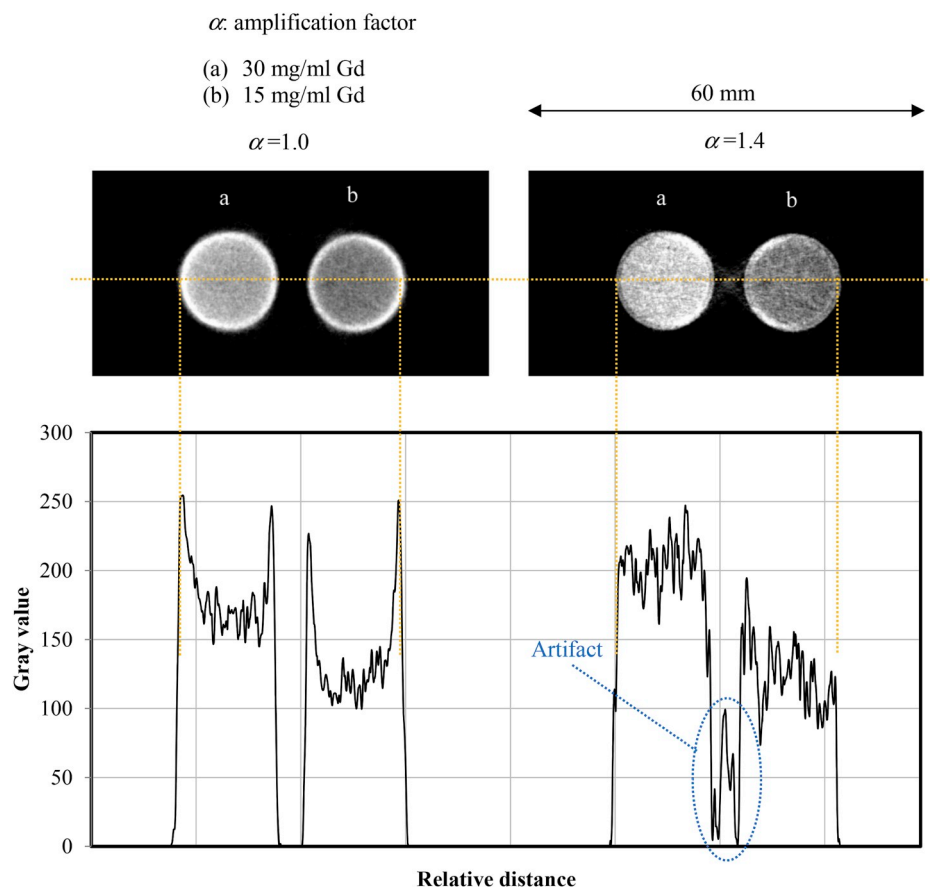 α: amplification factor
(a) 30 mg/ml Gd
(b) 15 mg/ml Gd
60 mm
α=1.0
α=1.4
a
b
a
b
300
250
200
150
100
50
0
Gray value
Artifact
Relative distance